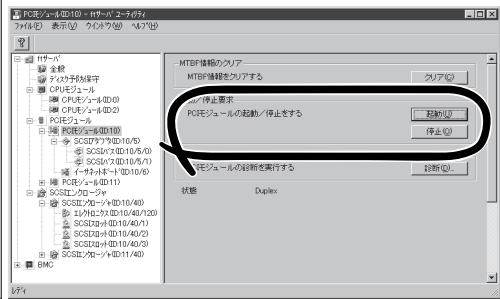 PCIモジュール(ID:10) - ftサーバ ユーティリティ
ファイル(F) 表示(V) ウインドウ(W) ヘルプ(H)
ftサーバ
全般
ディスク予防保守
CPUモジュール
CPUモジュール(ID:0)
CPUモジュール(ID:2)
PCIモジュール
PCIモジュール(ID:10)
SCSIアダプタ(ID:10/5)
SCSIバス(ID:10/5/0)
SCSIバス(ID:10/5/1)
イーサネットボード(ID:10/6)
PCIモジュール(ID:11)
SCSIエンクロージャ
SCSIエンクロージャ(ID:10/40)
エレクトロニクス(ID:10/40/120)
SCSIスロット(ID:10/40/1)
SCSIスロット(ID:10/40/2)
SCSIスロット(ID:10/40/3)
SCSIエンクロージャ(ID:11/40)
BMC
MTBF情報のクリア
MTBF情報をクリアする
クリア(C)
/停止要求
PCIモジュールの起動/停止をする
起動(U)
停止(O)
モジュールの診断を実行する
診断(D)..
状態 Duplex
レディ